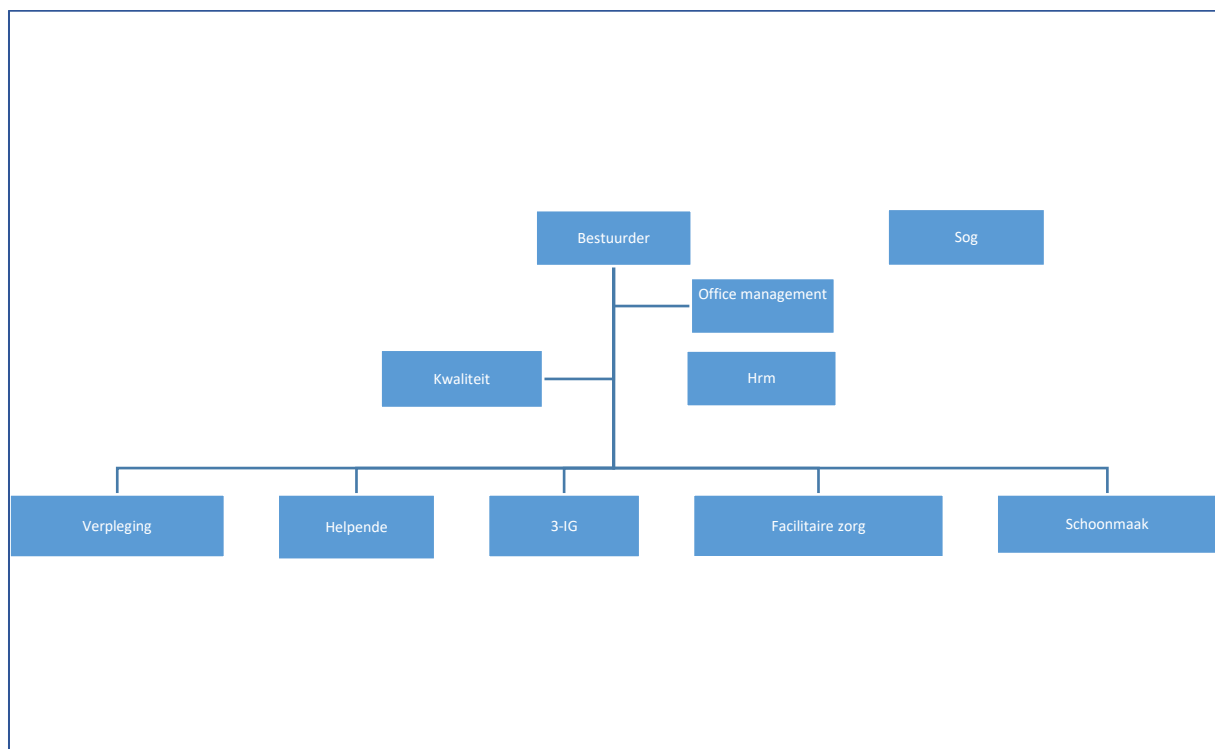 Bestuurder
Sog
Office management
Kwaliteit
Hrm
Verpleging
Helpende
3-IG
Facilitaire zorg
Schoonmaak